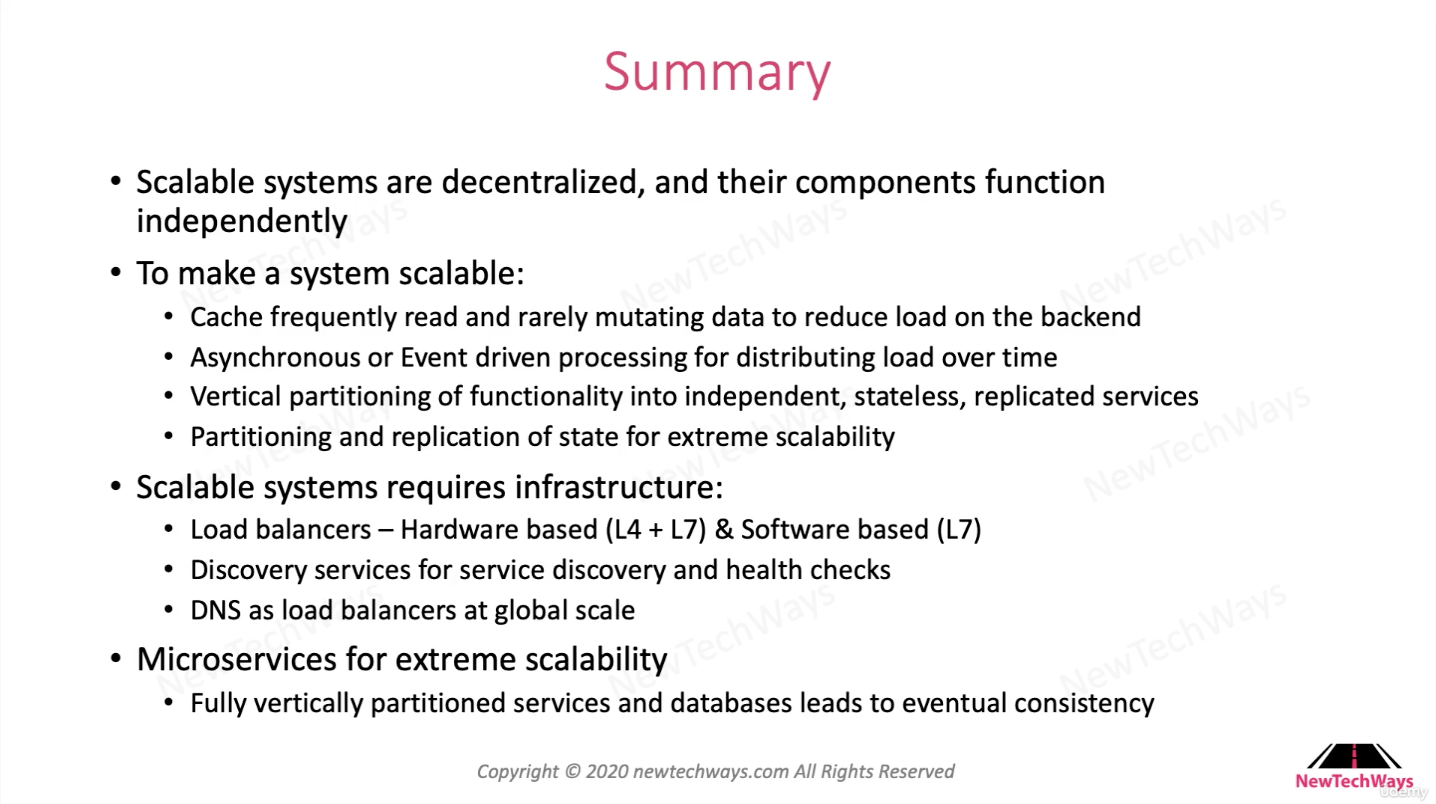 Summary
• Scalable systems are decentralized, and their components function
independently
• To make a system scalable:
• Cache frequently read and rarely mutating data to reduce load on the backend
• Asynchronous or Event driven processing for distributing load over time
• Vertical partitioning of functionality into independent, stateless, replicated services
• Partitioning and replication of state for extreme scalability
• Scalable systems requires infrastructure:
• Load balancers – Hardware based (L4 + L7) & Software based (L7)
• Discovery services for service discovery and health checks
• DNS as load balancers at global scale
• Microservices for extreme scalability
• Fully vertically partitioned services and databases leads to eventual consistency
Copyright © 2020 newtechways.com All Rights Reserved
NewTechWays
udemy
NewTechWays
NewTechWays
NewTechWays
NewTechWays
NewTechWays
NewTechWays
NewTechWays
NewTechWays
NewTechWays